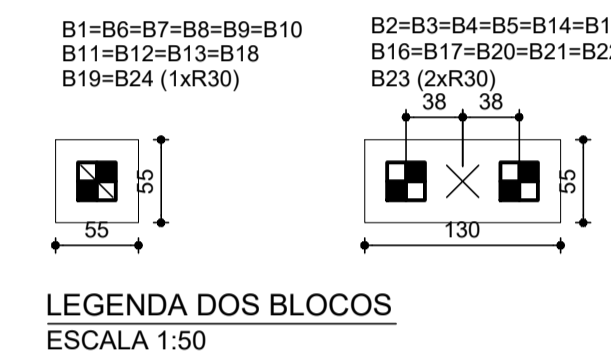 B1=B6=B7=B8=B9=B10
B11=B12=B13=B18
B19=B24 (1xR30)
55
55
B2=B3=B4=B5=B14=B1
B16=B17=B20=B21=B2
B23 (2xR30)
38 38
55
130
LEGENDA DOS BLOCOS
ESCALA 1:50